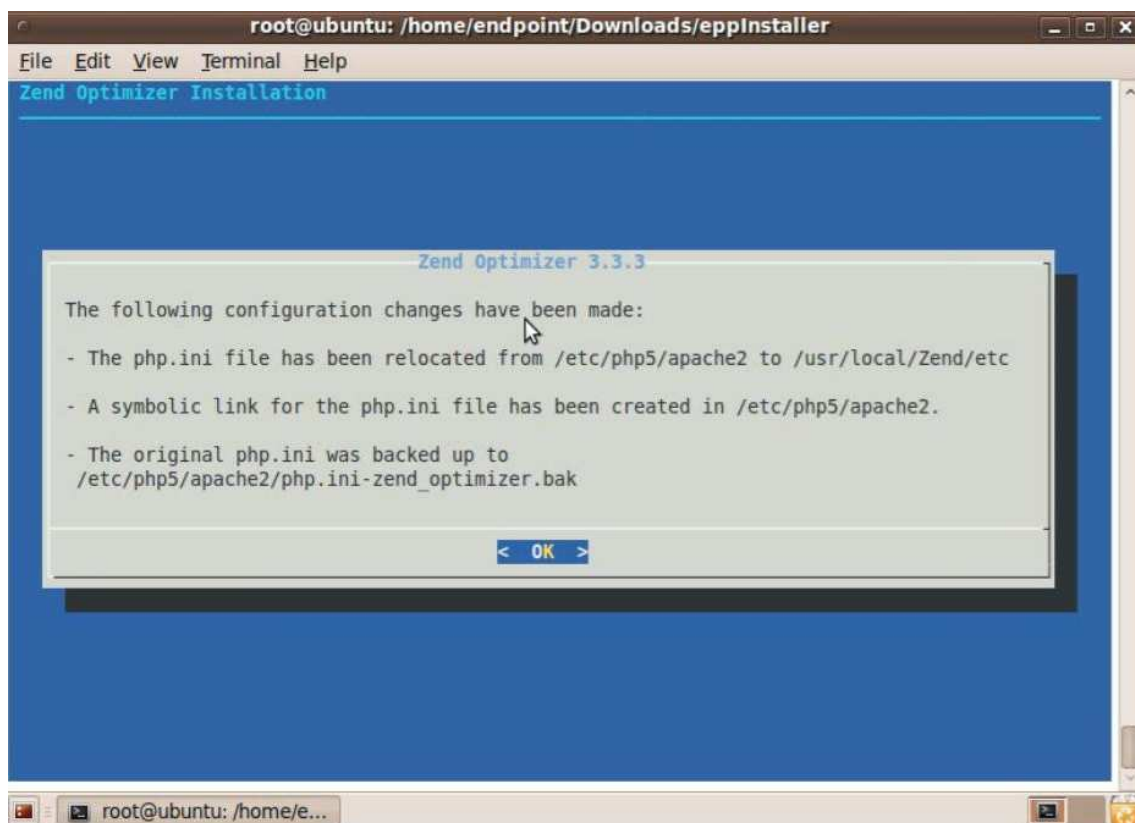 root@ubuntu: /home/endpoint/Downloads/eppInstaller
File Edit View Terminal Help
Zend Optimizer Installation
Zend Optimizer 3.3.3
The following configuration changes have been made:
- The php.ini file has been relocated from /etc/php5/apache2 to /usr/local/Zend/etc
- A symbolic link for the php.ini file has been created in /etc/php5/apache2.
- The original php.ini was backed up to
/etc/php5/apache2/php.ini-zend_optimizer.bak
< OK >
root@ubuntu: /home/e...